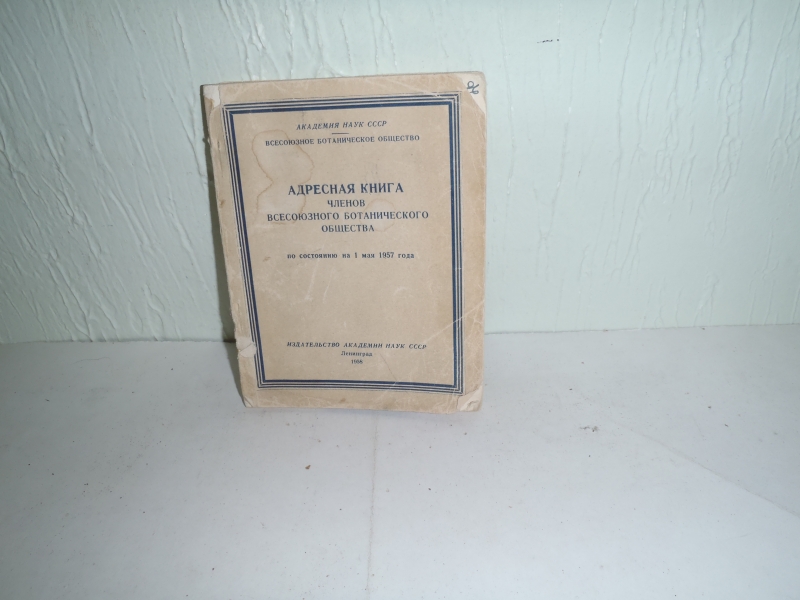 АКАДЕМИЯ НАУК СССР
ВСЕСОЮЗНОЕ БОТАНИЧЕСКОЕ ОБЩЕСТВО
АДРЕСНАЯ КНИГА
ЧЛЕНОВ
ВСЕСОЮЗНОГО БОТАНИЧЕСКОГО
ОБЩЕСТВА
по состоянию на 1 мая 1957 года
ИЗДАТЕЛЬСТВО АКАДЕМИИ НАУК СССР
Ленинград
1958